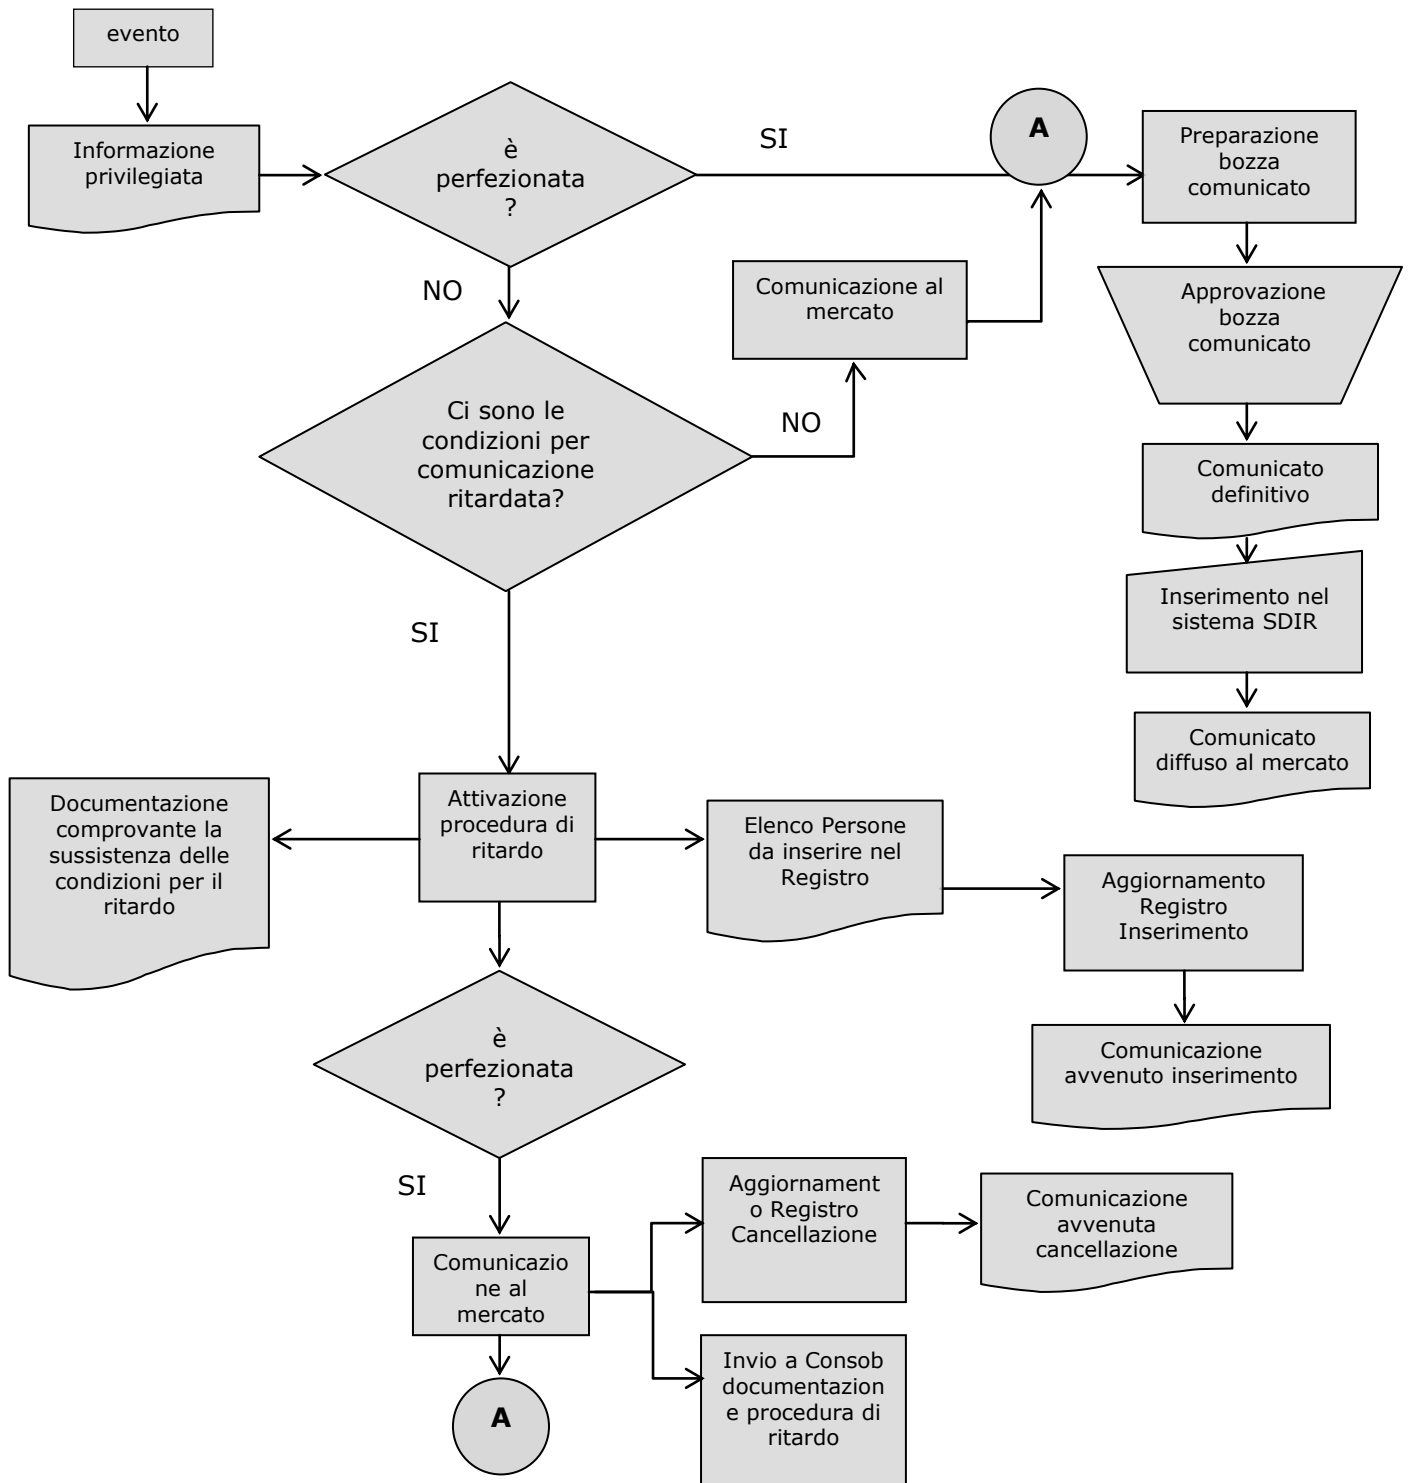 evento
Informazione
privilegiata
è
perfezionata
?
SI
A
Preparazione
bozza
comunicato
NO
Comunicazione al
mercato
Approvazione
bozza
comunicato
Ci sono le
condizioni per
comunicazione
ritardata?
NO
Comunicato
definitivo
Inserimento nel
sistema SDIR
SI
Comunicato
diffuso al mercato
Documentazione
comprovante la
sussistenza delle
condizioni per il
ritardo
Attivazione
procedura di
ritardo
Elenco Persone
da inserire nel
Registro
Aggiornamento
Registro
Inserimento
è
perfezionata
?
Comunicazione
avvenuto inserimento
SI
Aggiornament
o Registro
Cancellazione
Comunicazione
avvenuta
cancellazione
Comunicazio
ne al
mercato
Invio a Consob
documentazion
e procedura di
ritardo
A